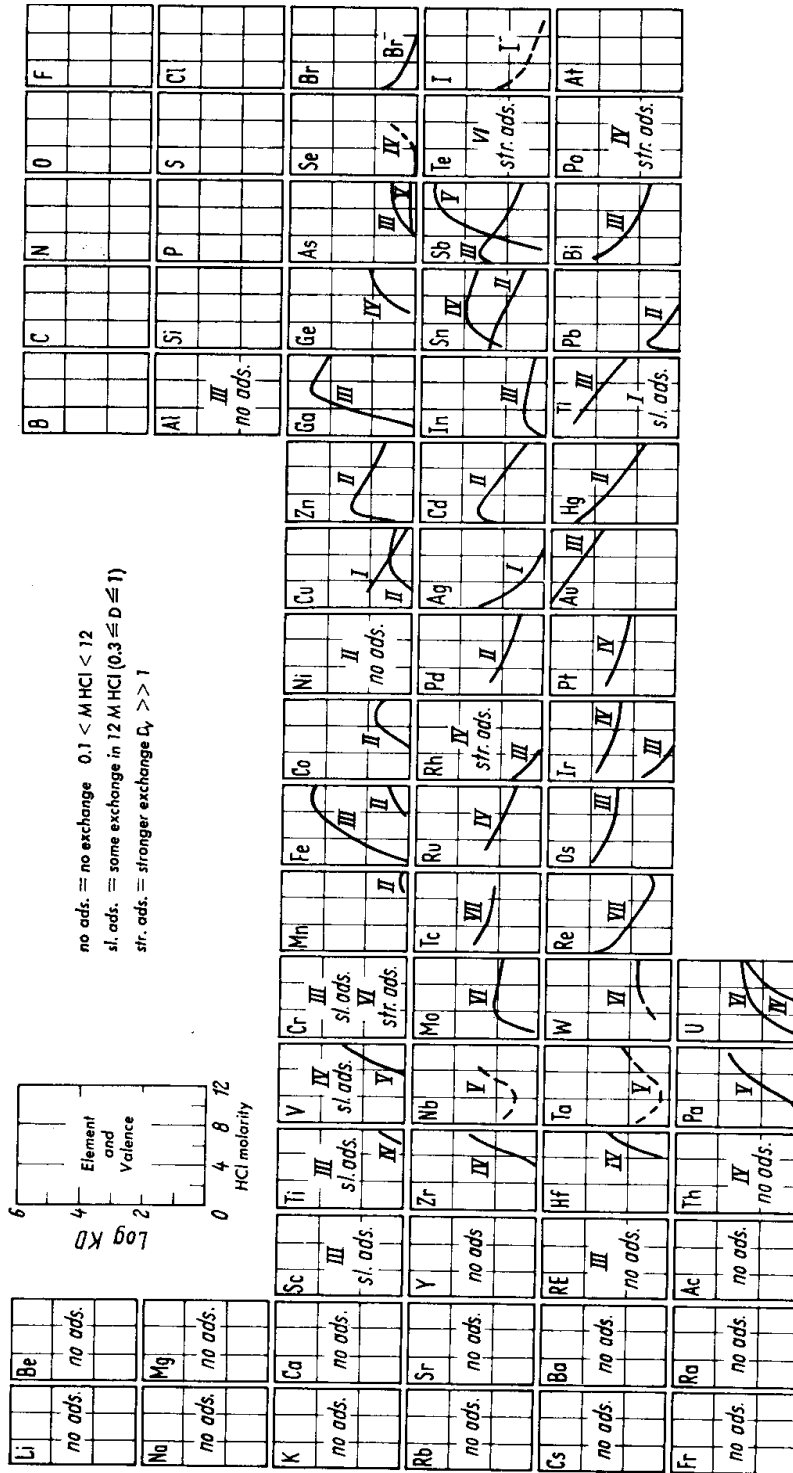 Li
no ads.
Be
no ads.
B
C
N
O
F
Na
no ads.
Mg
no ads.
Al
III
no ads.
Si
P
S
Cl
6
4
2
Log KD
Element
and
Valence
0 4 8 12
HCl molarity
no ads. = no exchange 0.1 < M HCl < 12
sl. ads. = some exchange in 12 M HCl (0.3 ≦ D ≦ 1)
str. ads. = stronger exchange Dᵥ >> 1
K
no ads.
Ca
no ads.
Sc
III
sl. ads.
Ti
III
sl. ads.
IV
V
IV
sl. ads.
V
Cr
III
sl. ads.
VI
str. ads.
Mn
II
Fe
III
II
Co
II
Ni
II
no ads.
Cu
I
II
Zn
II
Ga
III
Ge
IV
As
III
V
Se
IV
Br
Br⁻
Rb
no ads.
Sr
no ads.
Y
no ads
Zr
IV
Nb
V
Mo
VI
Tc
VII
Ru
IV
Rh
IV
str. ads.
III
Pd
II
Ag
I
Cd
II
In
III
Sn
IV
II
Sb
III
V
Te
VI
str. ads.
I
I⁻
Cs
no ads.
Ba
no ads.
RE
III
no ads.
Hf
IV
Ta
V
W
VI
Re
VII
Os
III
Ir
IV
III
Pt
IV
Au
III
Hg
II
Ti
III
I
sl. ads.
Pb
II
Bi
III
Po
IV
str. ads.
At
Fr
no ads.
Ra
no ads.
Ac
no ads.
Th
IV
no ads.
Pa
V
U
VI
IV